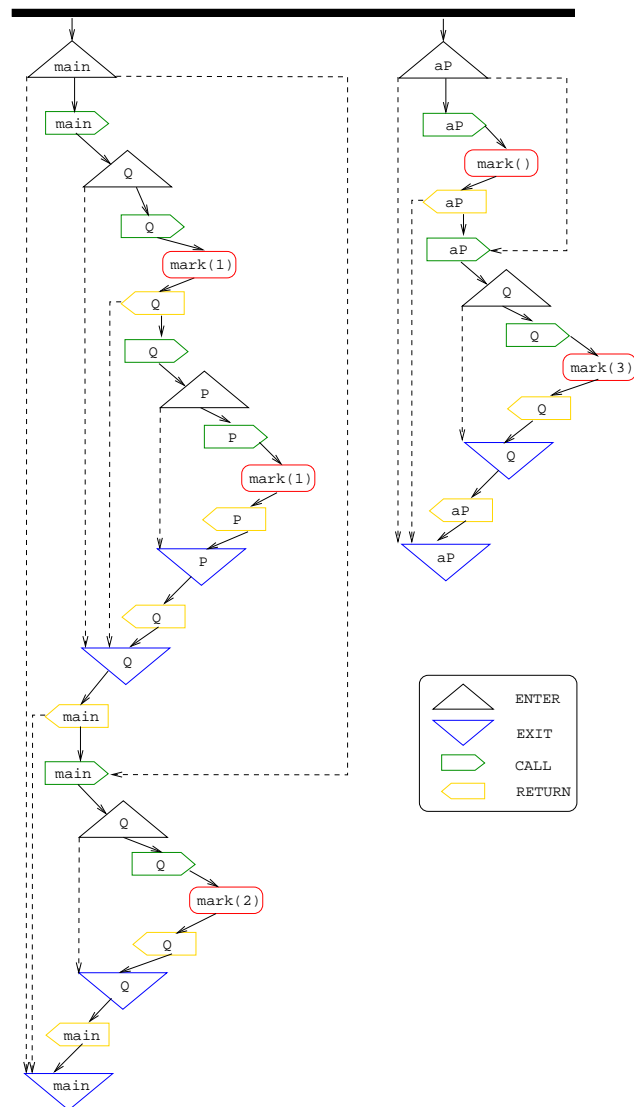 main
main
Q
Q
mark(1)
Q
Q
P
P
mark(1)
P
P
Q
Q
main
main
Q
Q
mark(2)
Q
Q
main
main
aP
aP
mark()
aP
aP
Q
Q
mark(3)
Q
Q
aP
aP
ENTER
EXIT
CALL
RETURN